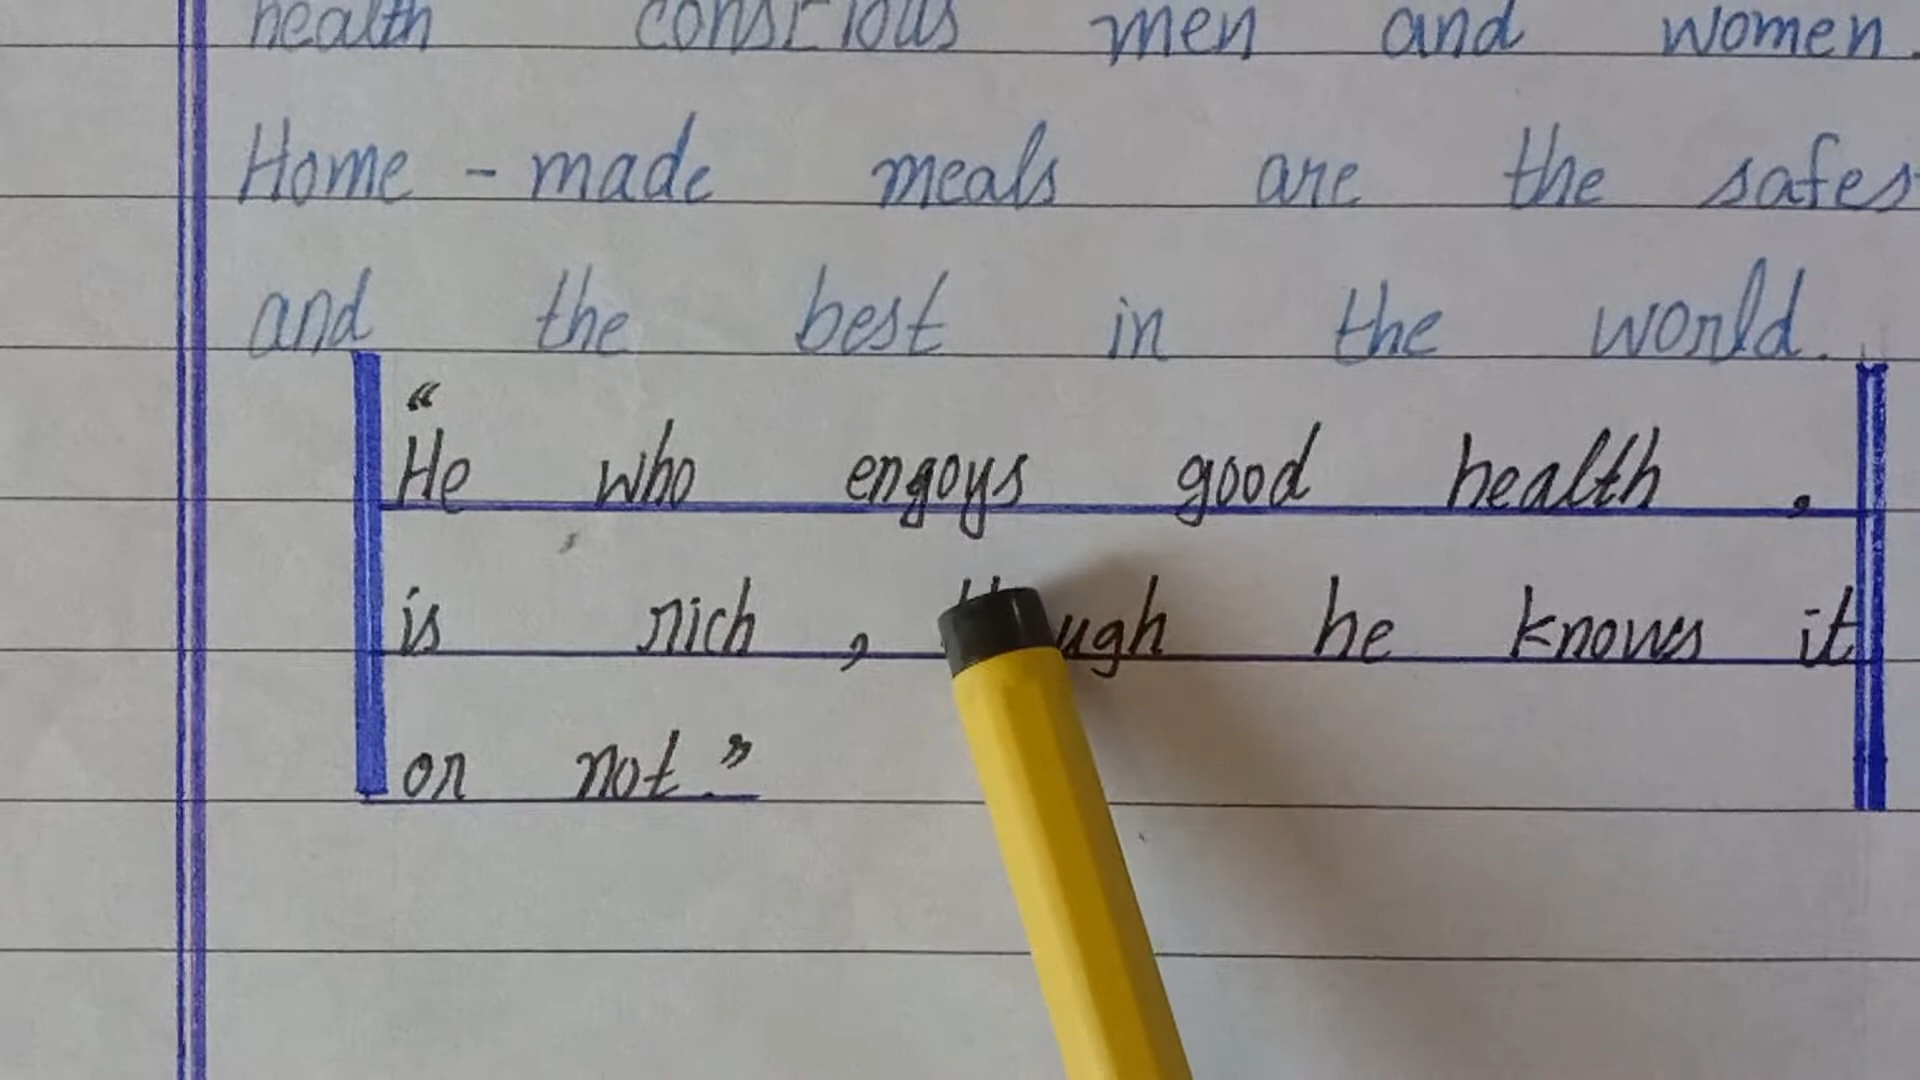 health conscious men and women.
Home - made meals are the safes
and the best in the world.
“He who engoys good health,
is rich, ugh he knows it
or not.”